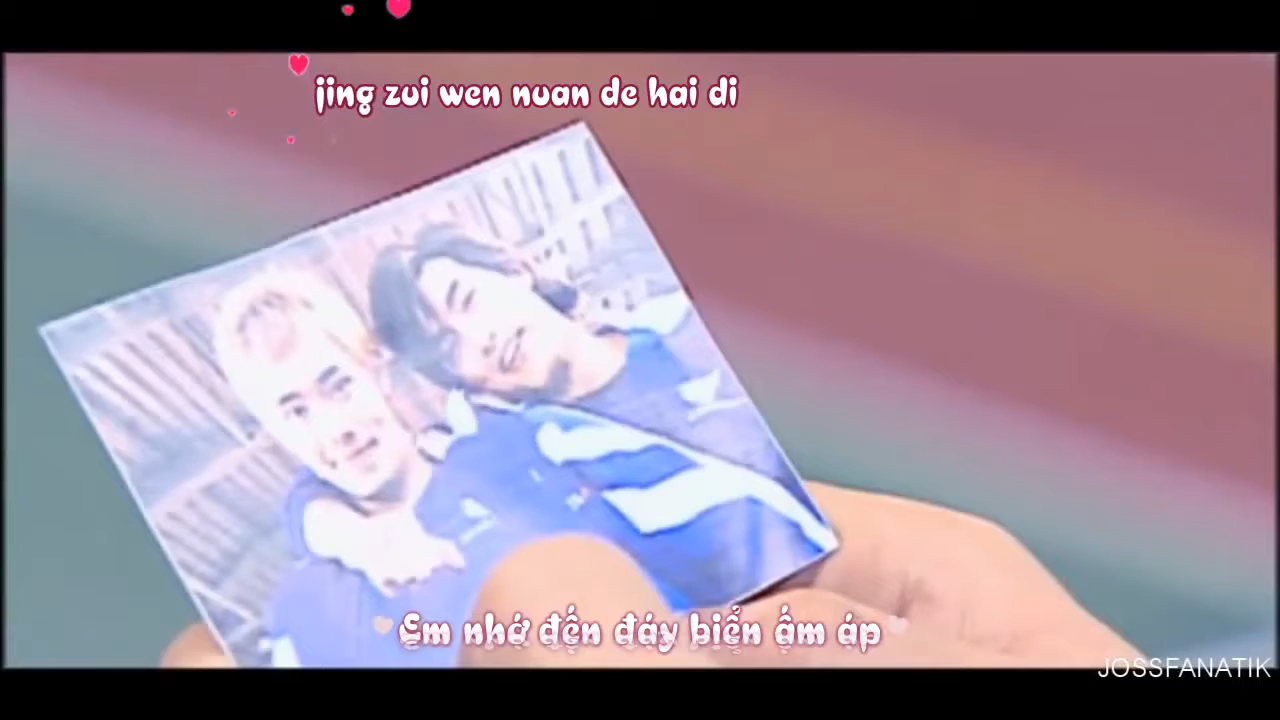 jing zui wen nuan de hai di
Em nhớ đến đáy biển ấm áp
JOSSFANATIK